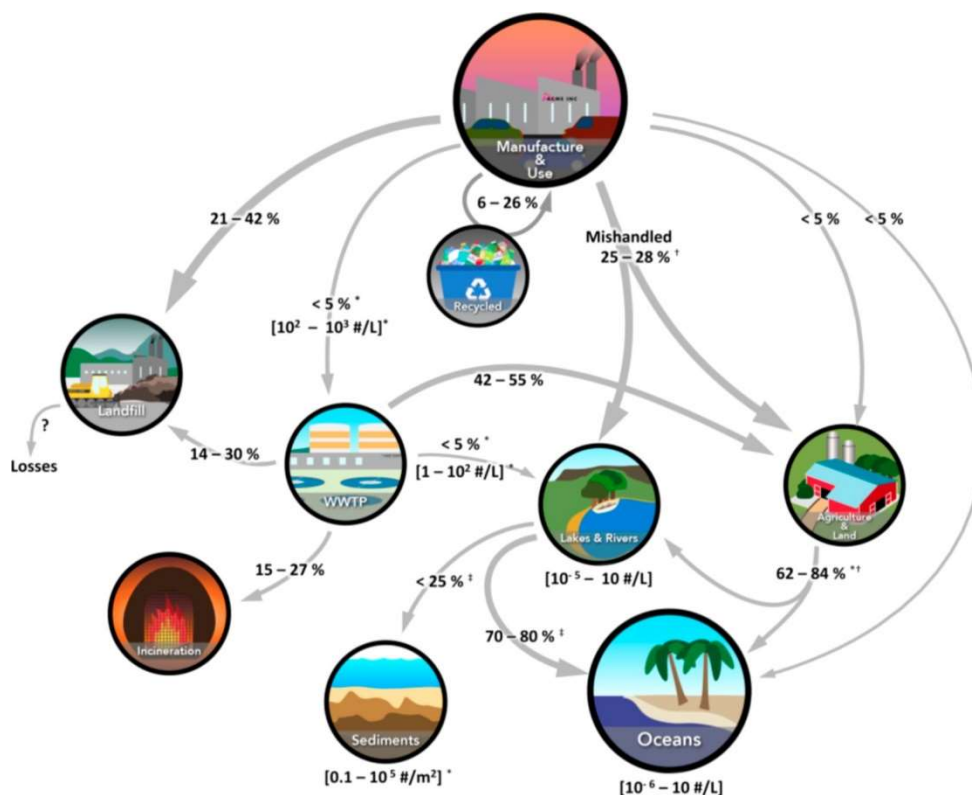 ACME INC
Manufacture
&
Use
21 – 42 %
6 – 26 %
Recycled
Mishandled
25 – 28 % †
< 5 %
< 5 %
< 5 % *
[10² – 10³ #/L]*
Landfill
?
Losses
14 – 30 %
42 – 55 %
WWTP
< 5 % *
[1 – 10² #/L] *
Lakes & Rivers
[10⁻⁵ – 10 #/L]
Agriculture
&
Land
62 – 84 % *†
15 – 27 %
Incineration
< 25 % ‡
70 – 80 % ‡
Sediments
[0.1 – 10⁵ #/m²] *
Oceans
[10⁻⁶ – 10 #/L]